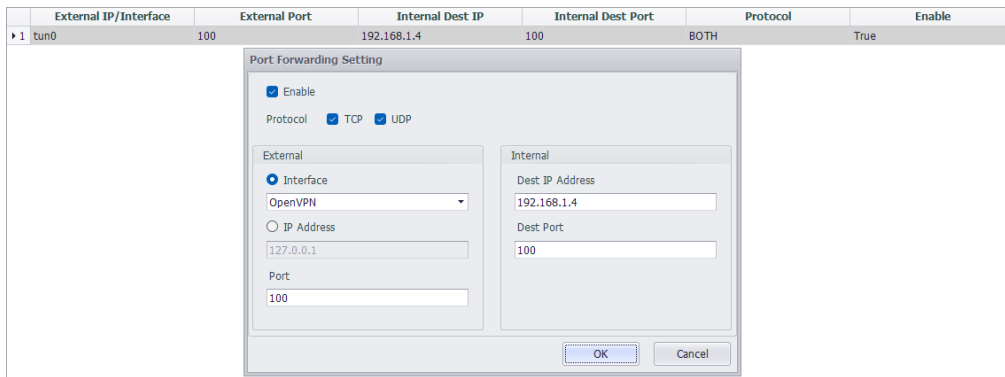 External IP/Interface External Port Internal Dest IP Internal Dest Port Protocol Enable
1 tun0 100 192.168.1.4 100 BOTH True
Port Forwarding Setting
Enable
Protocol TCP UDP
External Internal
Interface Dest IP Address
OpenVPN 192.168.1.4
IP Address Dest Port
127.0.0.1 100
Port
100
OK Cancel